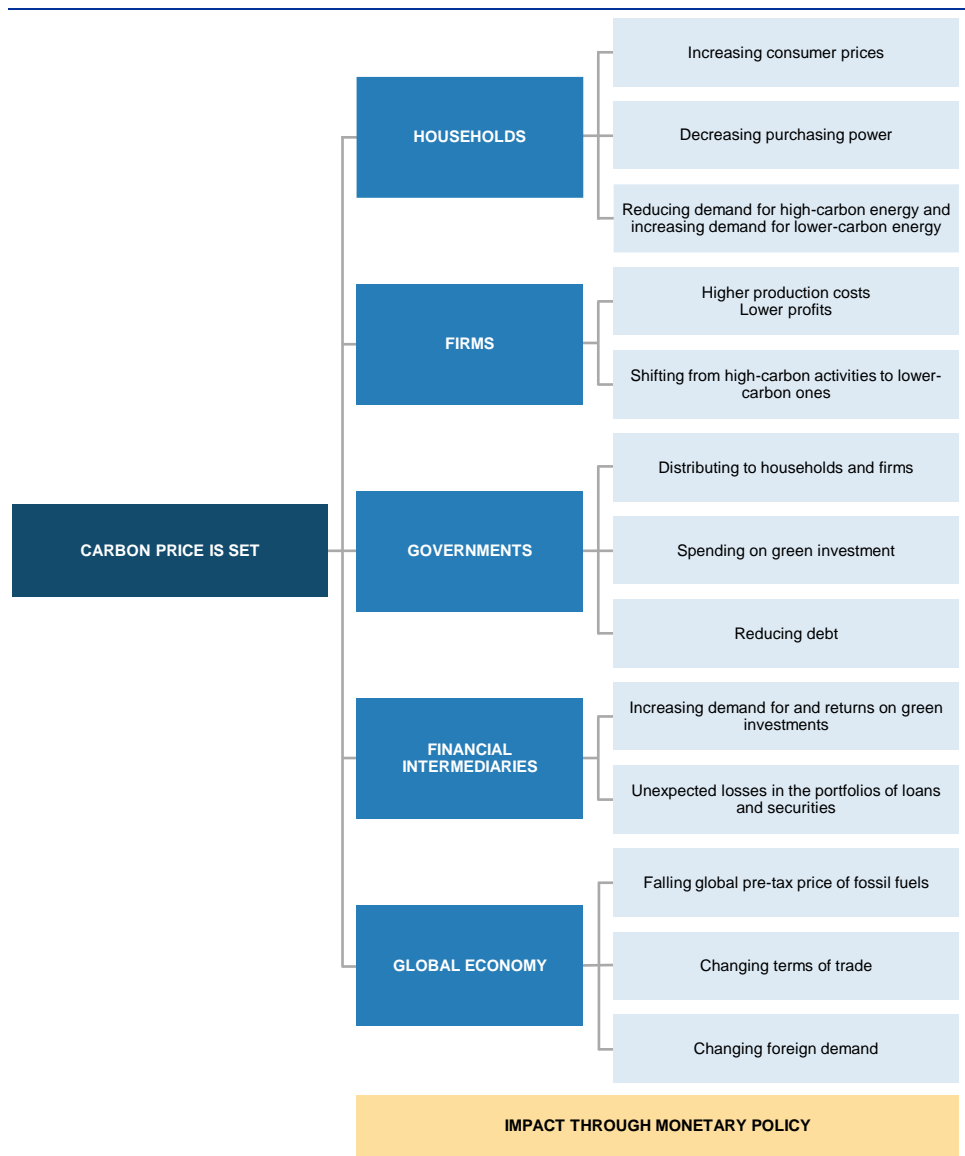 CARBON PRICE IS SET
HOUSEHOLDS
Increasing consumer prices
Decreasing purchasing power
Reducing demand for high-carbon energy and
increasing demand for lower-carbon energy
FIRMS
Higher production costs
Lower profits
Shifting from high-carbon activities to lower-
carbon ones
GOVERNMENTS
Distributing to households and firms
Spending on green investment
Reducing debt
FINANCIAL
INTERMEDIARIES
Increasing demand for and returns on green
investments
Unexpected losses in the portfolios of loans
and securities
GLOBAL ECONOMY
Falling global pre-tax price of fossil fuels
Changing terms of trade
Changing foreign demand
IMPACT THROUGH MONETARY POLICY